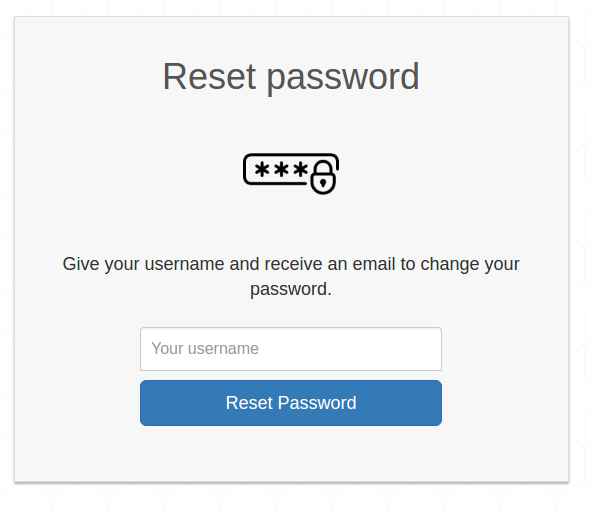 Reset password
***
Give your username and receive an email to change your
password.
Your username
Reset Password